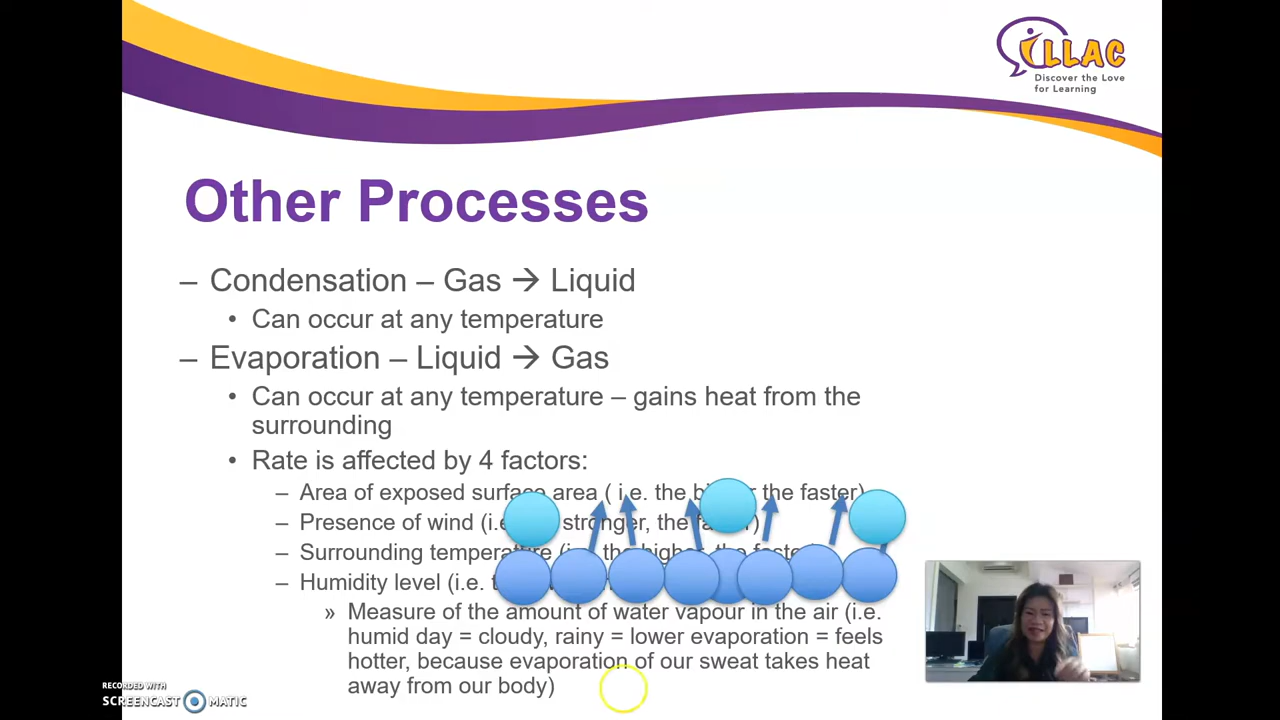 iLLAC
Discover the Love
for Learning
Other Processes
– Condensation – Gas → Liquid
• Can occur at any temperature
– Evaporation – Liquid → Gas
• Can occur at any temperature – gains heat from the
surrounding
• Rate is affected by 4 factors:
– Area of exposed surface area ( i.e. the the faster)
– Presence of wind (i.e. stronger, the
– Surrounding temperature the higher, the
– Humidity level (i.e.
» Measure of the amount of water vapour in the air (i.e.
humid day = cloudy, rainy = lower evaporation = feels
hotter, because evaporation of our sweat takes heat
away from our body)
RECORDED WITH
SCREENCAST MATIC